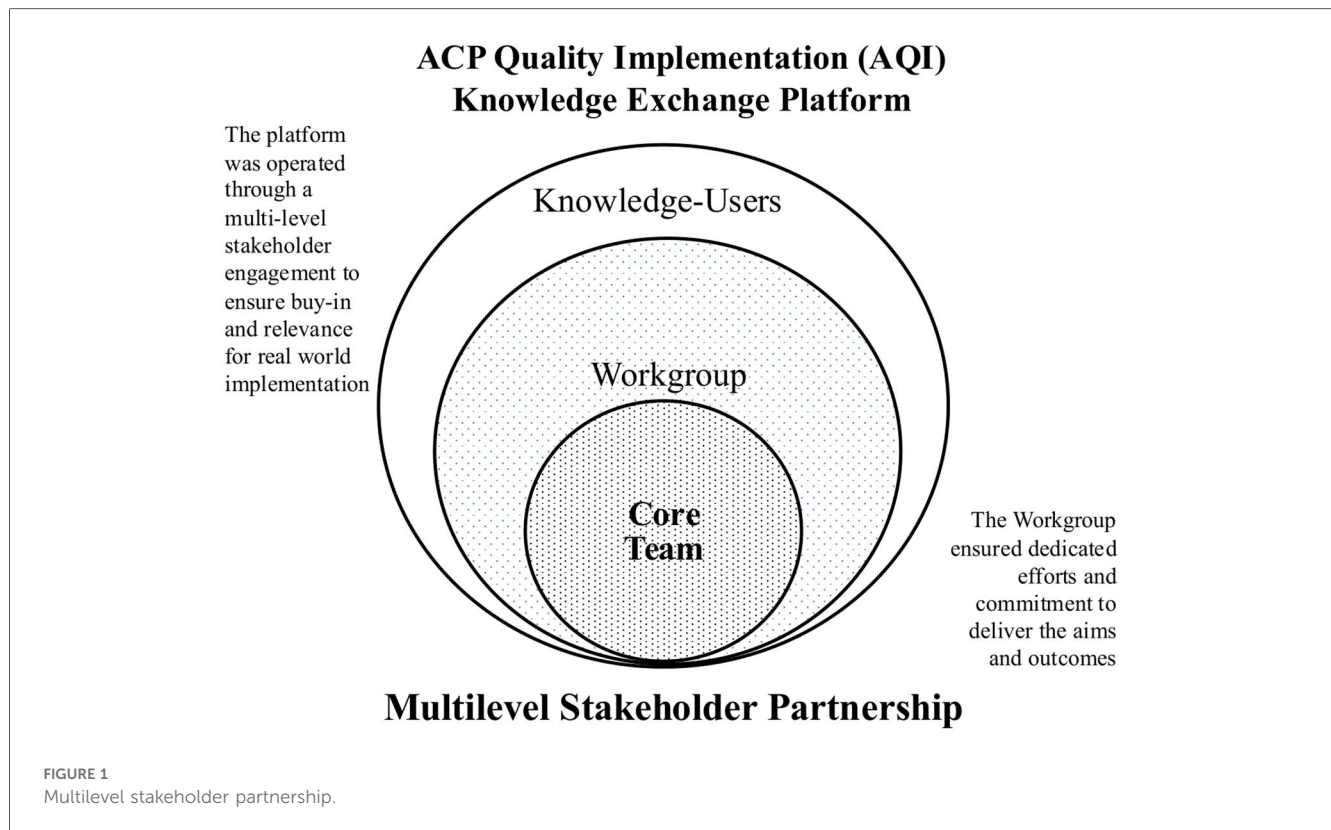 ACP Quality Implementation (AQI)
Knowledge Exchange Platform
The platform
was operated
through a
multi-level
stakeholder
engagement to
ensure buy-in
and relevance
for real world
implementation
Knowledge-Users
Workgroup
Core
Team
The Workgroup
ensured dedicated
efforts and
commitment to
deliver the aims
and outcomes
Multilevel Stakeholder Partnership
FIGURE 1
Multilevel stakeholder partnership.